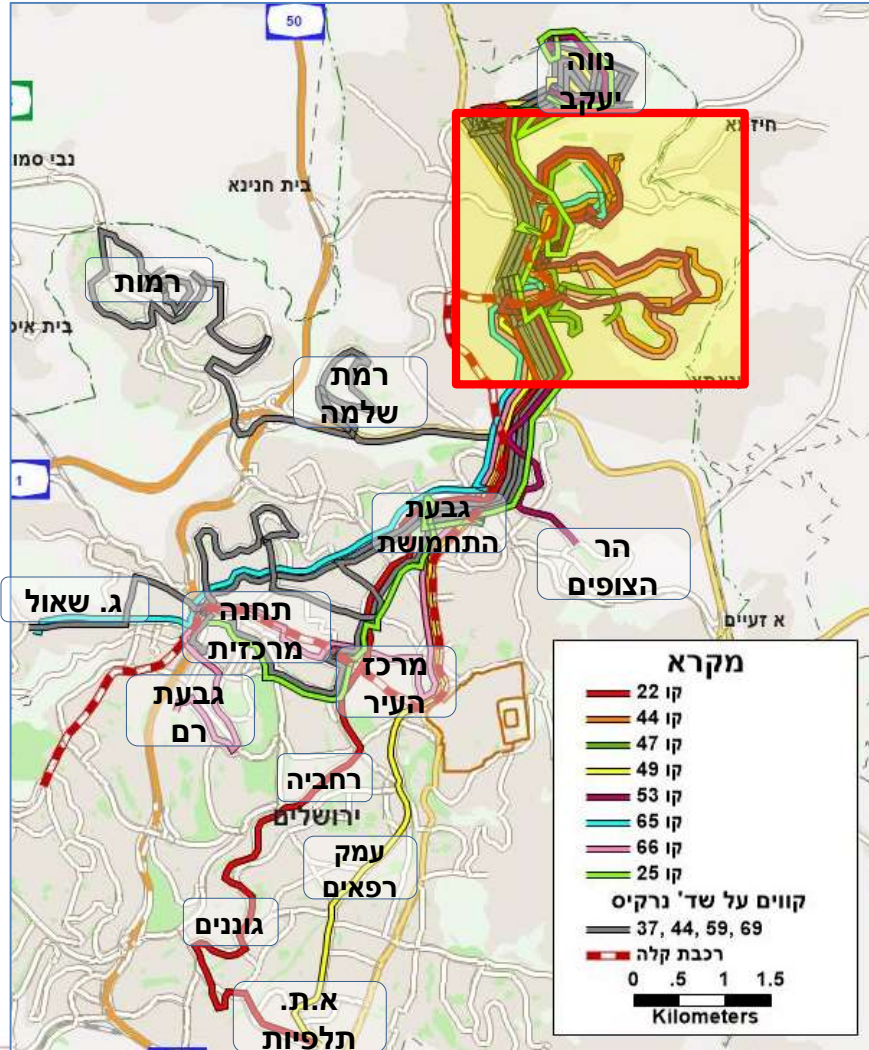 50
נווה
יעקב
נבי סמו
בית חנינא
רמות
רמת
שלמה
1
גבעת
התחמושת
הר
הצופים
ג. שאול
תחנה
מרכזית
א זעיים
גבעת
רם
מרכז
העיר
רחביה
ירושלים
עמק
רפאים
גוננים
א.ת.
תלפיות
מקרא
קו 22
קו 44
קו 47
קו 49
קו 53
קו 65
קו 66
קו 25
קווים על שד' נרקיס
37, 44, 59, 69
רכבת קלה
0 .5 1 1.5
Kilometers